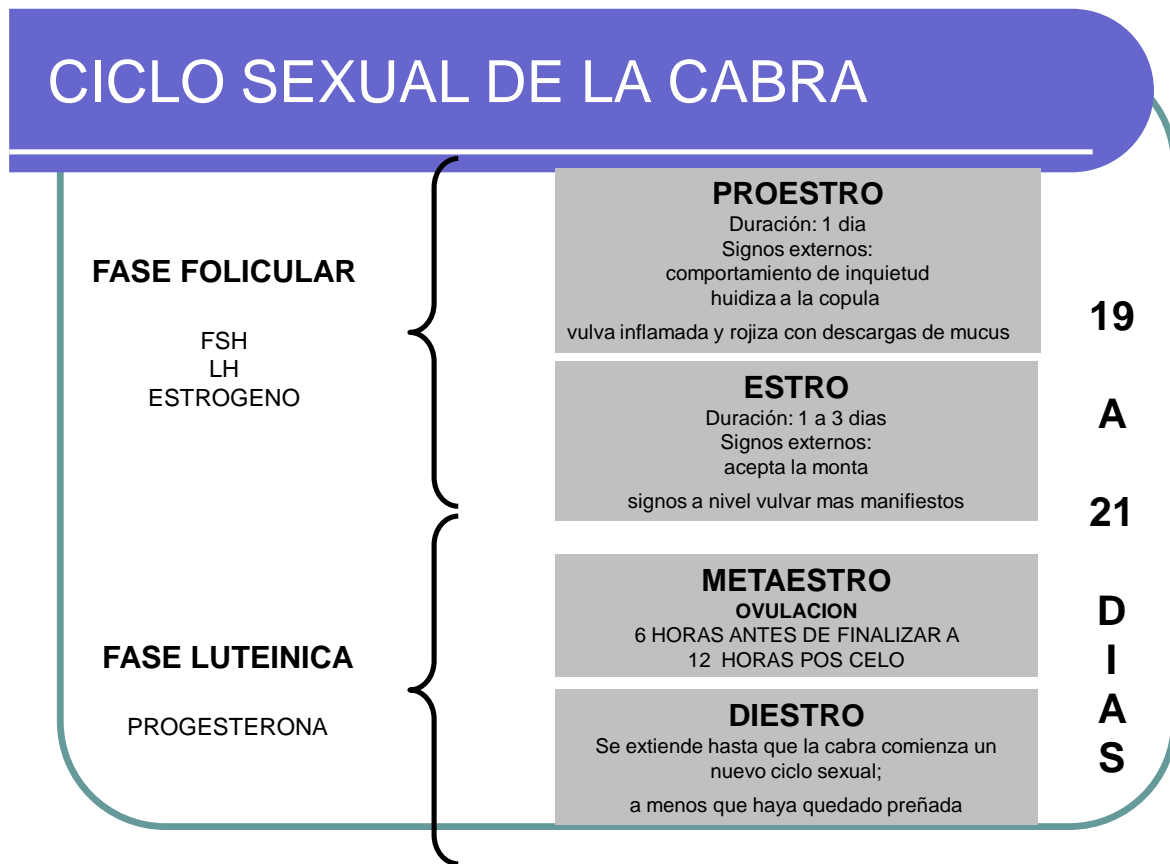 CICLO SEXUAL DE LA CABRA
FASE FOLICULAR
FSH
LH
ESTROGENO
PROESTRO
Duración: 1 dia
Signos externos:
comportamiento de inquietud
huidiza a la copula
vulva inflamada y rojiza con descargas de mucus
ESTRO
Duración: 1 a 3 dias
Signos externos:
acepta la monta
signos a nivel vulvar mas manifiestos
FASE LUTEINICA
PROGESTERONA
METAESTRO
OVULACION
6 HORAS ANTES DE FINALIZAR A
12 HORAS POS CELO
DIESTRO
Se extiende hasta que la cabra comienza un
nuevo ciclo sexual;
a menos que haya quedado preñada
19
A
21
D
I
A
S